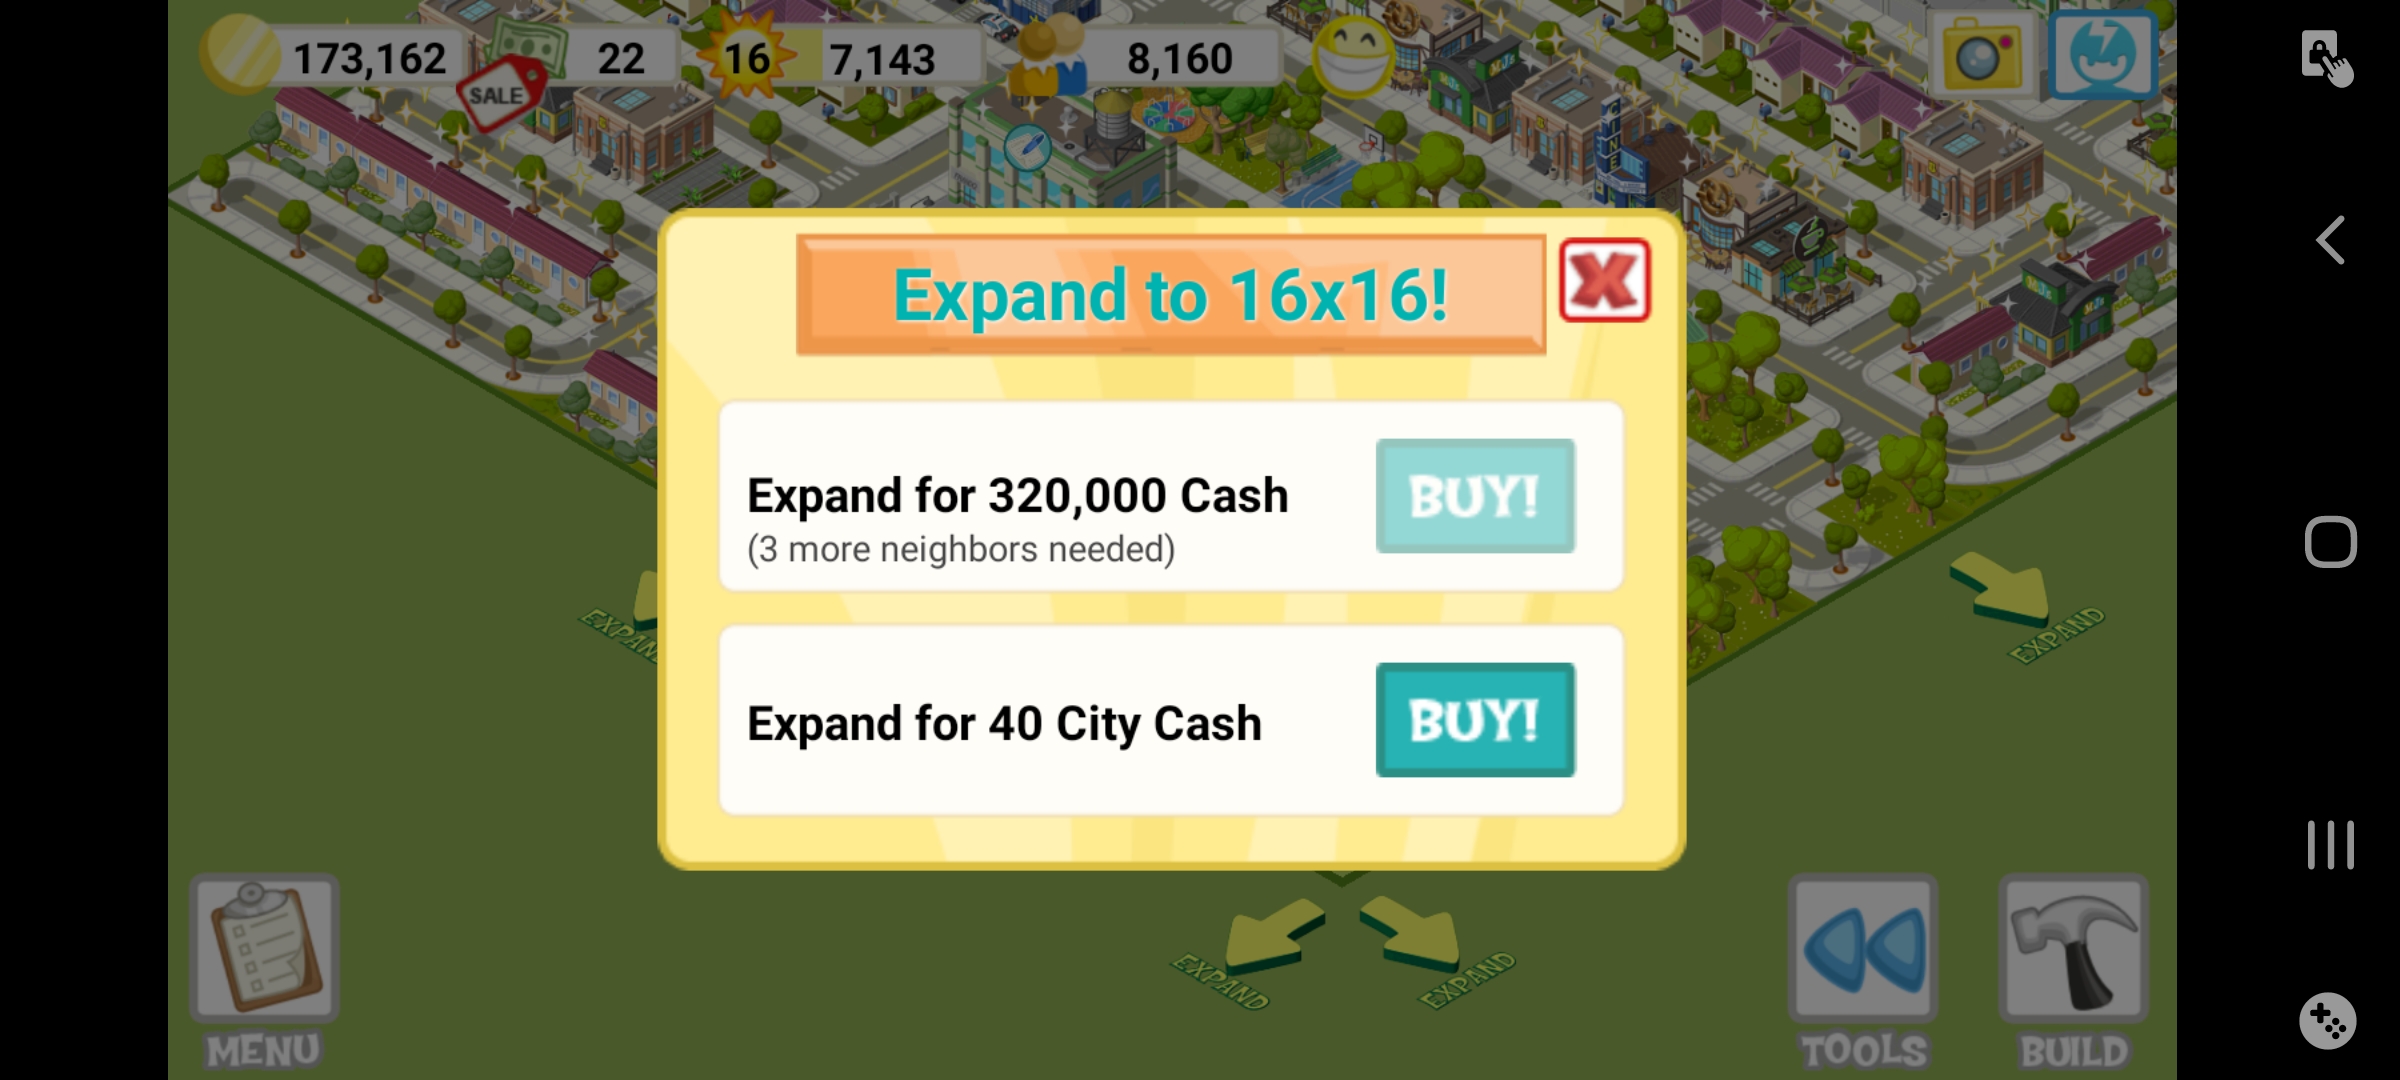 173,162
22
16
7,143
8,160
SALE
CINE
Expand to 16x16!
Expand for 320,000 Cash
BUY!
(3 more neighbors needed)
Expand for 40 City Cash
BUY!
EXPAND
EXPAND
EXPAND
EXPAND
MENU
TOOLS
BUILD